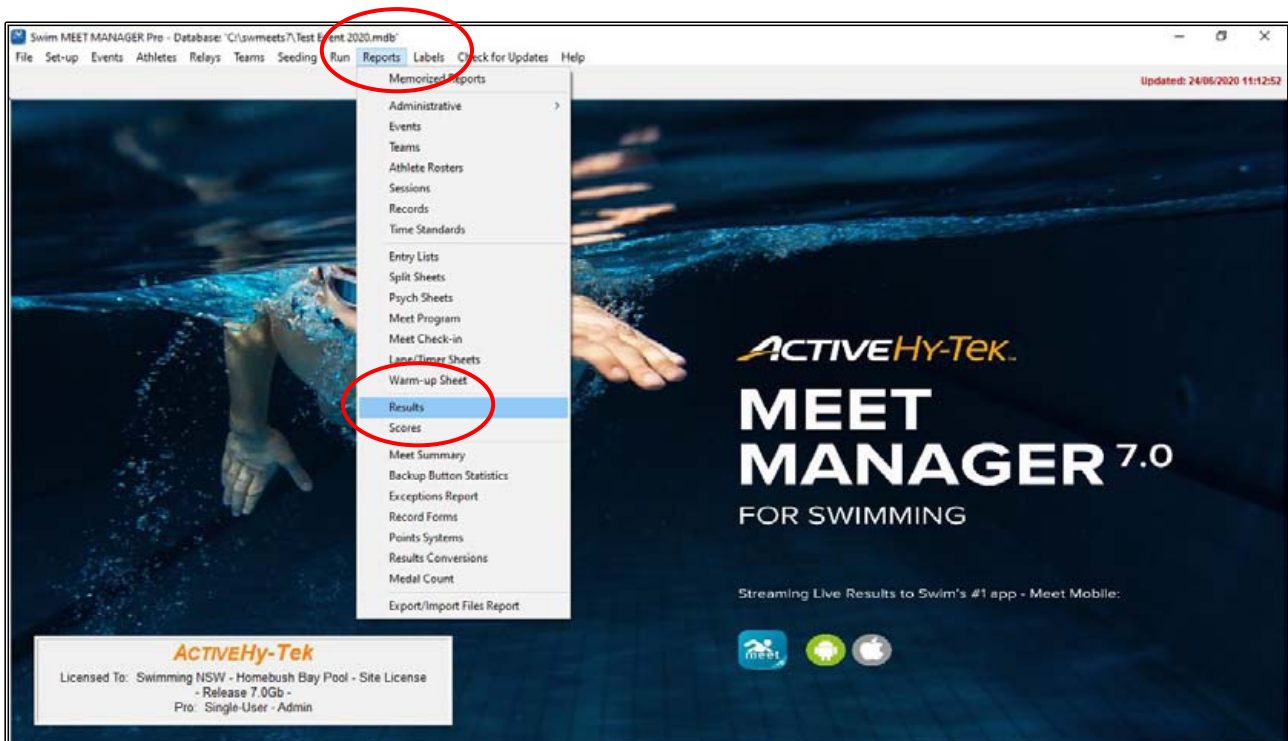 Swim MEET MANAGER Pro - Database: 'C:\swmeets7\Test Event 2020.mdb'
File Set-up Events Athletes Relays Teams Seeding Run Reports Labels Check for Updates Help
Updated: 24/06/2020 11:12:52
Memorized Reports
Administrative
Events
Teams
Athlete Rosters
Sessions
Records
Time Standards
Entry Lists
Split Sheets
Psych Sheets
Meet Program
Meet Check-in
Lane/Timer Sheets
Warm-up Sheet
Results
Scores
Meet Summary
Backup Button Statistics
Exceptions Report
Record Forms
Points Systems
Results Conversions
Medal Count
Export/Import Files Report
ACTIVEHy-Tek
MEET
MANAGER 7.0
FOR SWIMMING
Streaming Live Results to Swim's #1 app - Meet Mobile:
meet
ACTIVEHy-Tek
Licensed To: Swimming NSW - Homebush Bay Pool - Site License
- Release 7.0Gb -
Pro: Single-User - Admin